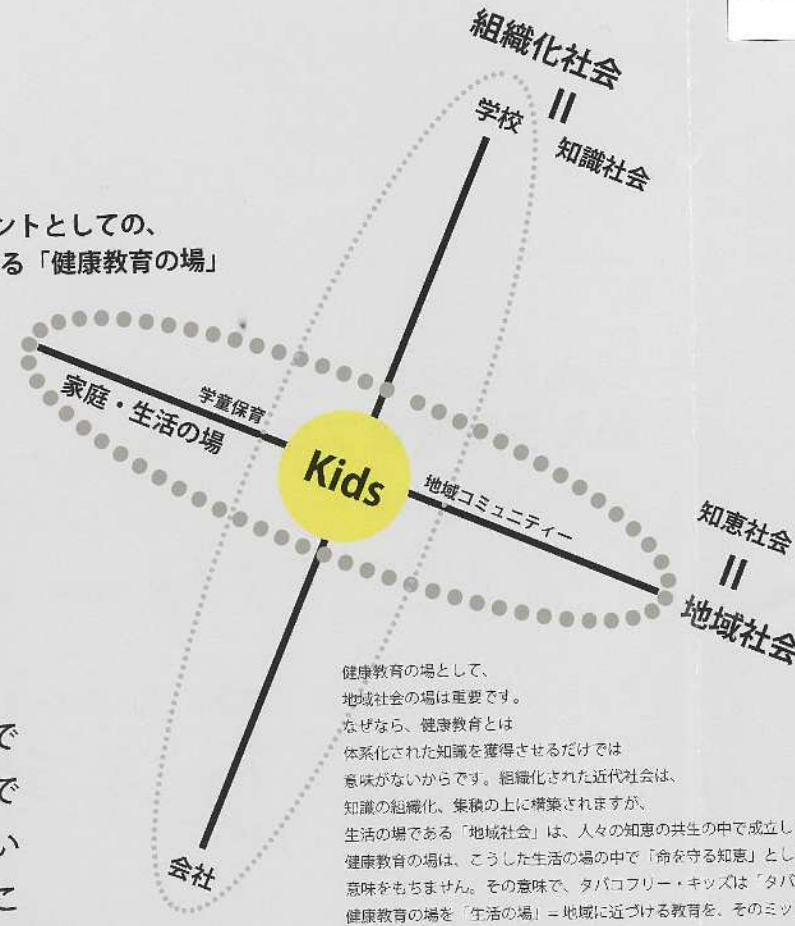 組織化社会
=
学校
知識社会
ントとしての、
る「健康教育の場」
家庭・生活の場
学童保育
Kids
地域コミュニティー
知恵社会
=
地域社会
会社
健康教育の場として、
地域社会の場は重要です。
なぜなら、健康教育とは
体系化された知識を獲得させるだけでは
意味がないからです。組織化された近代社会は、
知識の組織化、集積の上に構築されますが、
生活の場である「地域社会」は、人々の知恵の共生の中で成立し
健康教育の場は、こうした生活の場の中で「命を守る知恵」とし
意味をもちません。その意味で、タバコフリー・キッズは「タバ
健康教育の場を「生活の場」=地域に近づける教育を、そのミッ
で
で
い
こ